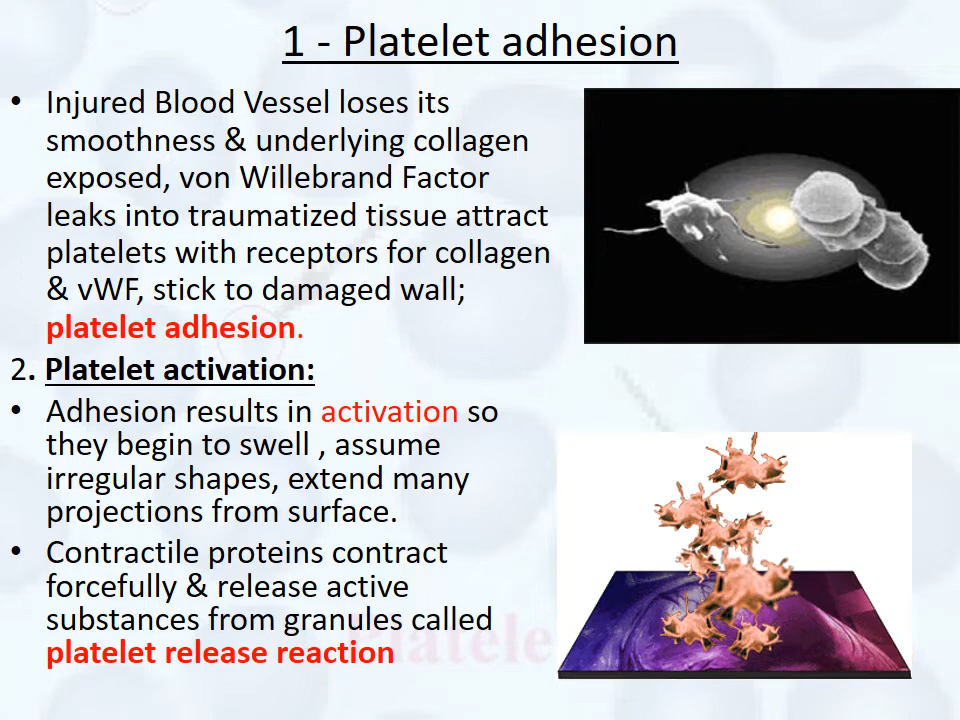 1 - Platelet adhesion
• Injured Blood Vessel loses its
smoothness & underlying collagen
exposed, von Willebrand Factor
leaks into traumatized tissue attract
platelets with receptors for collagen
& vWF, stick to damaged wall;
platelet adhesion.
2. Platelet activation:
• Adhesion results in activation so
they begin to swell , assume
irregular shapes, extend many
projections from surface.
• Contractile proteins contract
forcefully & release active
substances from granules called
platelet release reaction